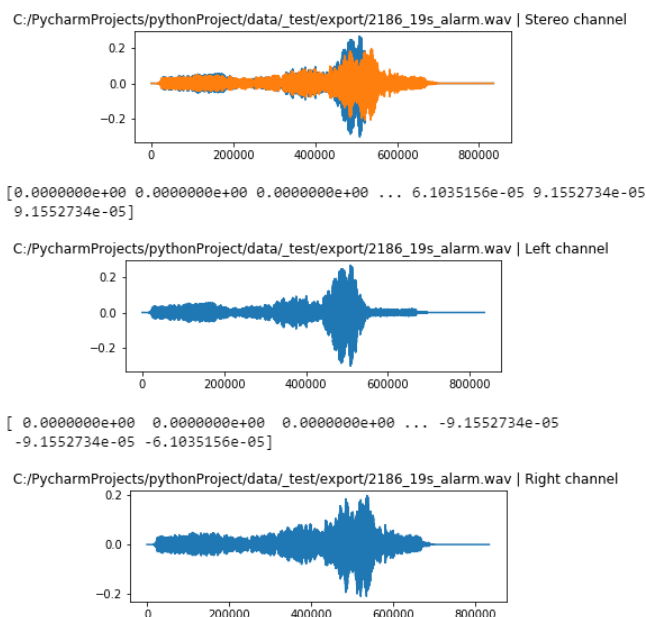 C:/PycharmProjects/pythonProject/data/_test/export/2186_19s_alarm.wav | Stereo channel
0.2
0.0
−0.2
0 200000 400000 600000 800000
[0.0000000e+00 0.0000000e+00 0.0000000e+00 ... 6.1035156e-05 9.1552734e-05
9.1552734e-05]
C:/PycharmProjects/pythonProject/data/_test/export/2186_19s_alarm.wav | Left channel
0.2
0.0
−0.2
0 200000 400000 600000 800000
[ 0.0000000e+00 0.0000000e+00 0.0000000e+00 ... -9.1552734e-05
-9.1552734e-05 -6.1035156e-05]
C:/PycharmProjects/pythonProject/data/_test/export/2186_19s_alarm.wav | Right channel
0.2
0.0
−0.2
0 200000 400000 600000 800000